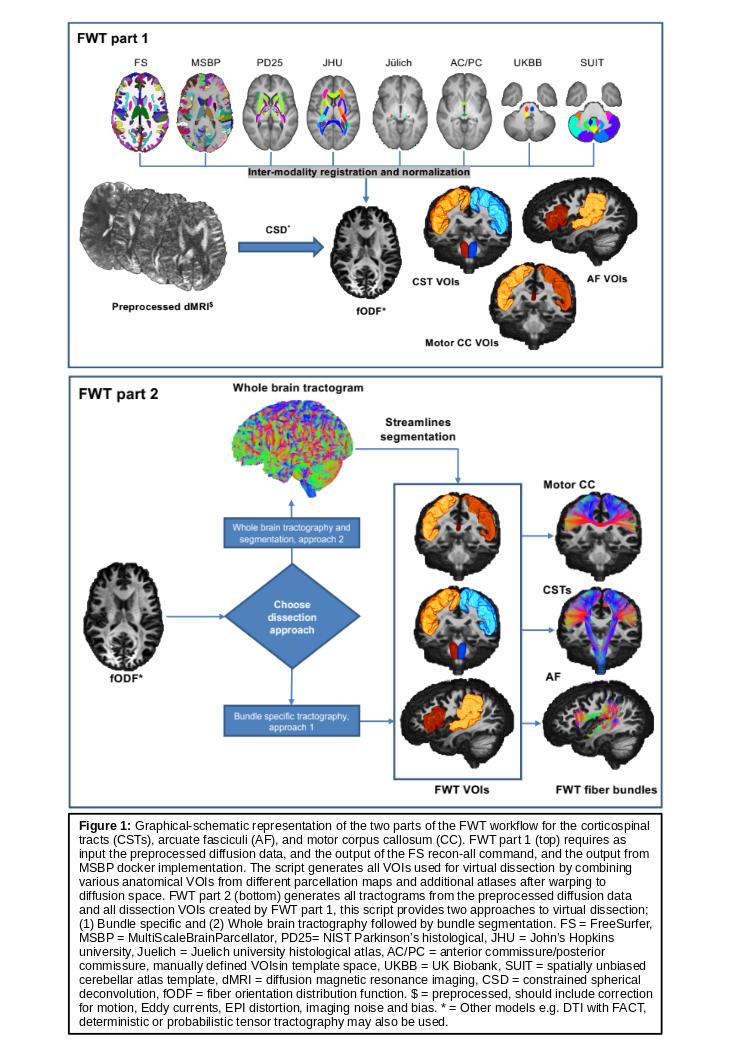 FWT part 1
FS MSBP PD25 JHU Jülich AC/PC UKBB SUIT
Inter-modality registration and normalization
CSD*
Preprocessed dMRI$
fODF*
CST VOIs
AF VOIs
Motor CC VOIs
FWT part 2
Whole brain tractogram
Streamlines
segmentation
Whole brain tractography and
segmentation, approach 2
Choose
dissection
approach
fODF*
Bundle specific tractography,
approach 1
Motor CC
CSTs
AF
FWT VOIs
FWT fiber bundles
Figure 1: Graphical-schematic representation of the two parts of the FWT workflow for the corticospinal
tracts (CSTs), arcuate fasciculi (AF), and motor corpus callosum (CC). FWT part 1 (top) requires as
input the preprocessed diffusion data, and the output of the FS recon-all command, and the output from
MSBP docker implementation. The script generates all VOIs used for virtual dissection by combining
various anatomical VOIs from different parcellation maps and additional atlases after warping to
diffusion space. FWT part 2 (bottom) generates all tractograms from the preprocessed diffusion data
and all dissection VOIs created by FWT part 1, this script provides two approaches to virtual dissection;
(1) Bundle specific and (2) Whole brain tractography followed by bundle segmentation. FS = FreeSurfer,
MSBP = MultiScaleBrainParcellator, PD25= NIST Parkinson's histological, JHU = John's Hopkins
university, Juelich = Juelich university histological atlas, AC/PC = anterior commissure/posterior
commissure, manually defined VOIsin template space, UKBB = UK Biobank, SUIT = spatially unbiased
cerebellar atlas template, dMRI = diffusion magnetic resonance imaging, CSD = constrained spherical
deconvolution, fODF = fiber orientation distribution function. $ = preprocessed, should include correction
for motion, Eddy currents, EPI distortion, imaging noise and bias. * = Other models e.g. DTI with FACT,
deterministic or probabilistic tensor tractography may also be used.